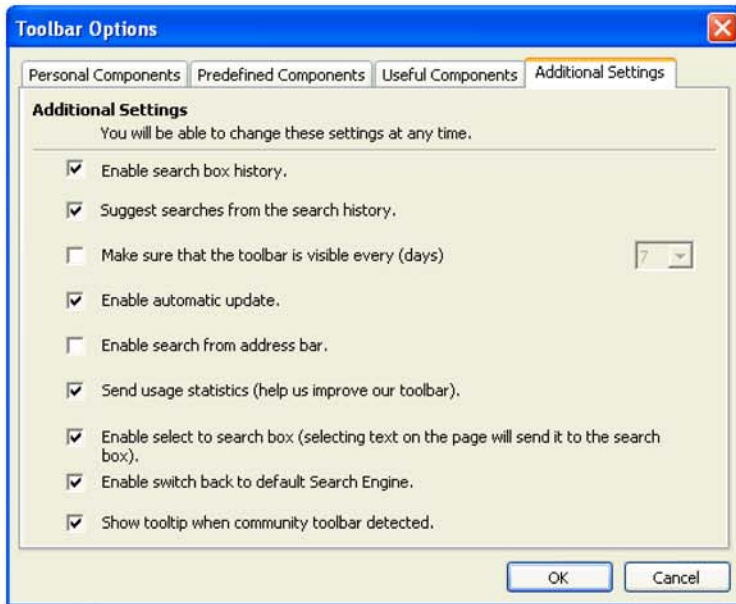 Toolbar Options
Personal Components Predefined Components Useful Components Additional Settings
Additional Settings
You will be able to change these settings at any time.
Enable search box history.
Suggest searches from the search history.
Make sure that the toolbar is visible every (days) 7
Enable automatic update.
Enable search from address bar.
Send usage statistics (help us improve our toolbar).
Enable select to search box (selecting text on the page will send it to the search
box).
Enable switch back to default Search Engine.
Show tooltip when community toolbar detected.
OK Cancel